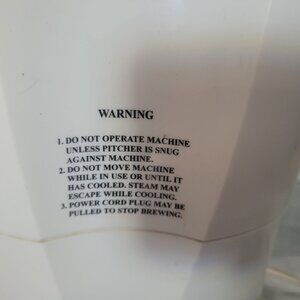 WARNING
1. DO NOT OPERATE MACHINE
UNLESS PITCHER IS SNUG
AGAINST MACHINE.
2. DO NOT MOVE MACHINE
WHILE IN USE OR UNTIL IT
HAS COOLED. STEAM MAY
ESCAPE WHILE COOLING.
3. POWER CORD PLUG MAY BE
PULLED TO STOP BREWING.